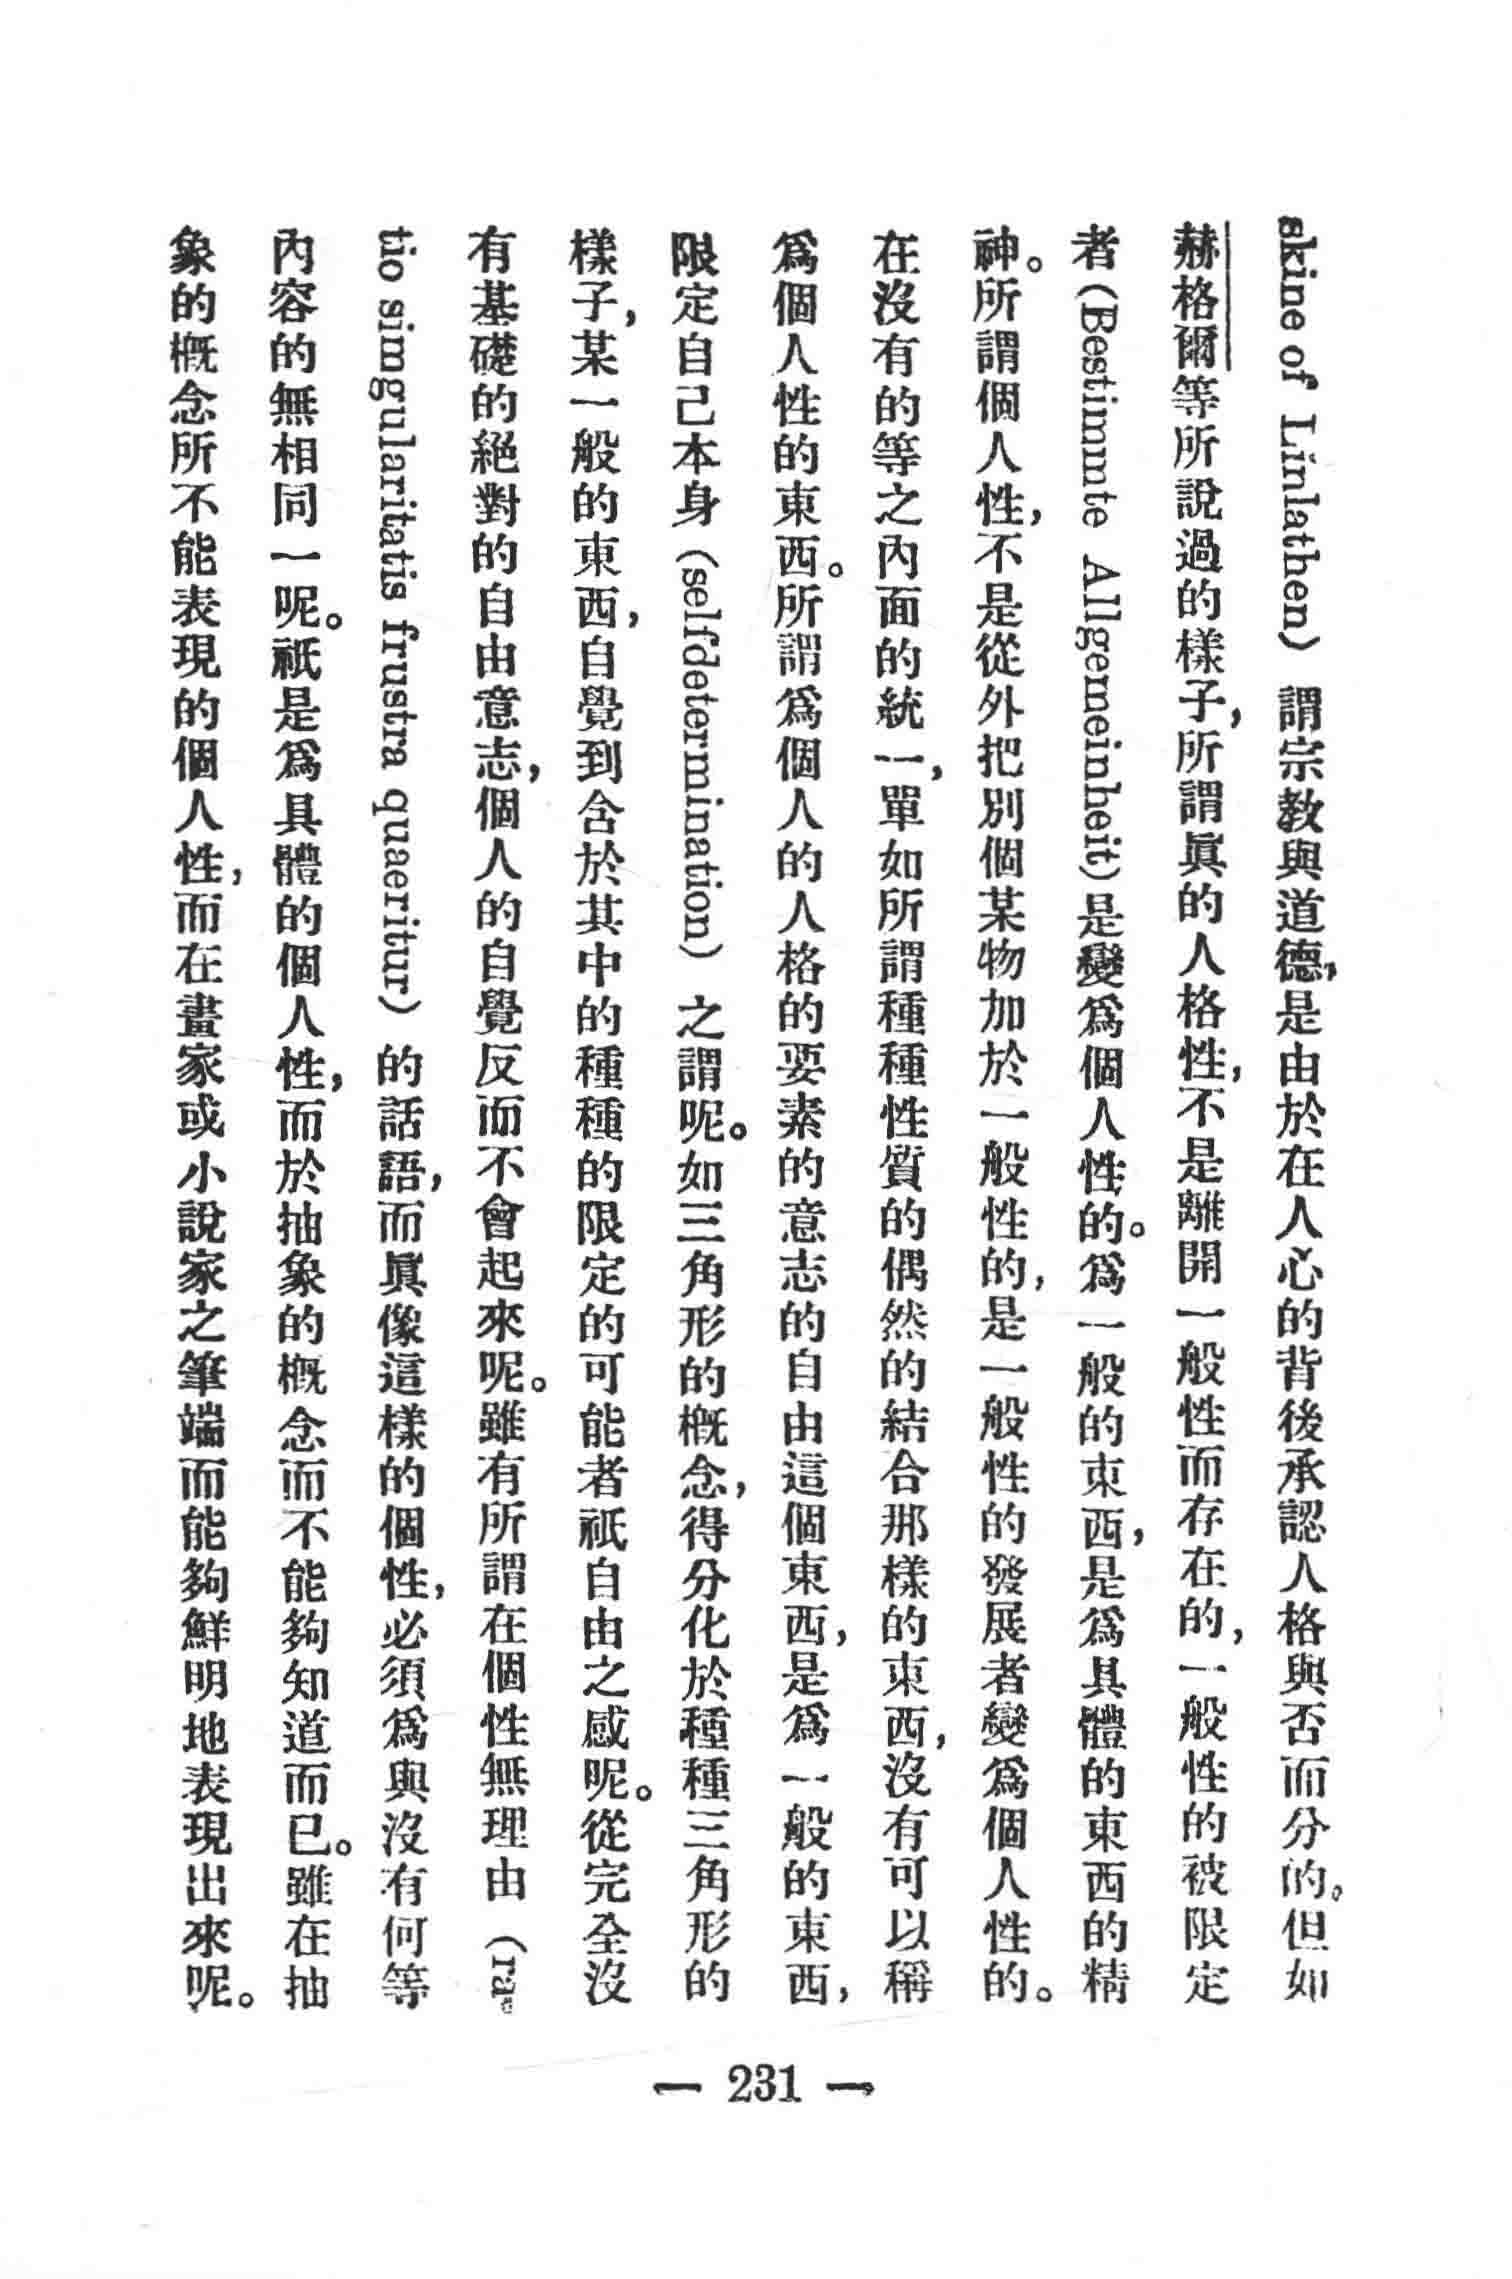 skine of Linlathen) 謂宗教與道德，是由於在人心的背後承認人格與否而分的。但如
赫格爾等所說過的樣子，所謂眞的人格性，不是離開一般性而存在的，一般性的被限定
者(Bestimmte Allgemeinheit)是變爲個人性的。爲一般的東西，是爲具體的東西的精
神。所謂個人性，不是從外把別個某物加於一般性的，是一般性的發展者變爲個人性的。
在沒有的等之內面的統一，單如所謂種種性質的偶然的結合那樣的東西，沒有可以稱
爲個人性的東西。所謂爲個人的人格的要素的意志的自由這個東西，是爲一般的東西，
限定自己本身 (selfdetermination) 之謂呢。如三角形的概念，得分化於種種三角形的
樣子，某一般的東西，自覺到含於其中的種種的限定的可能者祇自由之感呢。從完全沒
有基礎的絕對的自由意志，個人的自覺反而不會起來呢。雖有所謂在個性無理由 (ra-
tio simgularitatis frustra quaeritur) 的話語，而眞像這樣的個性，必須爲與沒有何等
內容的無相同一呢。祇是爲具體的個人性，而於抽象的概念而不能夠知道而已。雖在抽
象的概念所不能表現的個人性，而在畫家或小說家之筆端而能夠鮮明地表現出來呢。
— 231 —